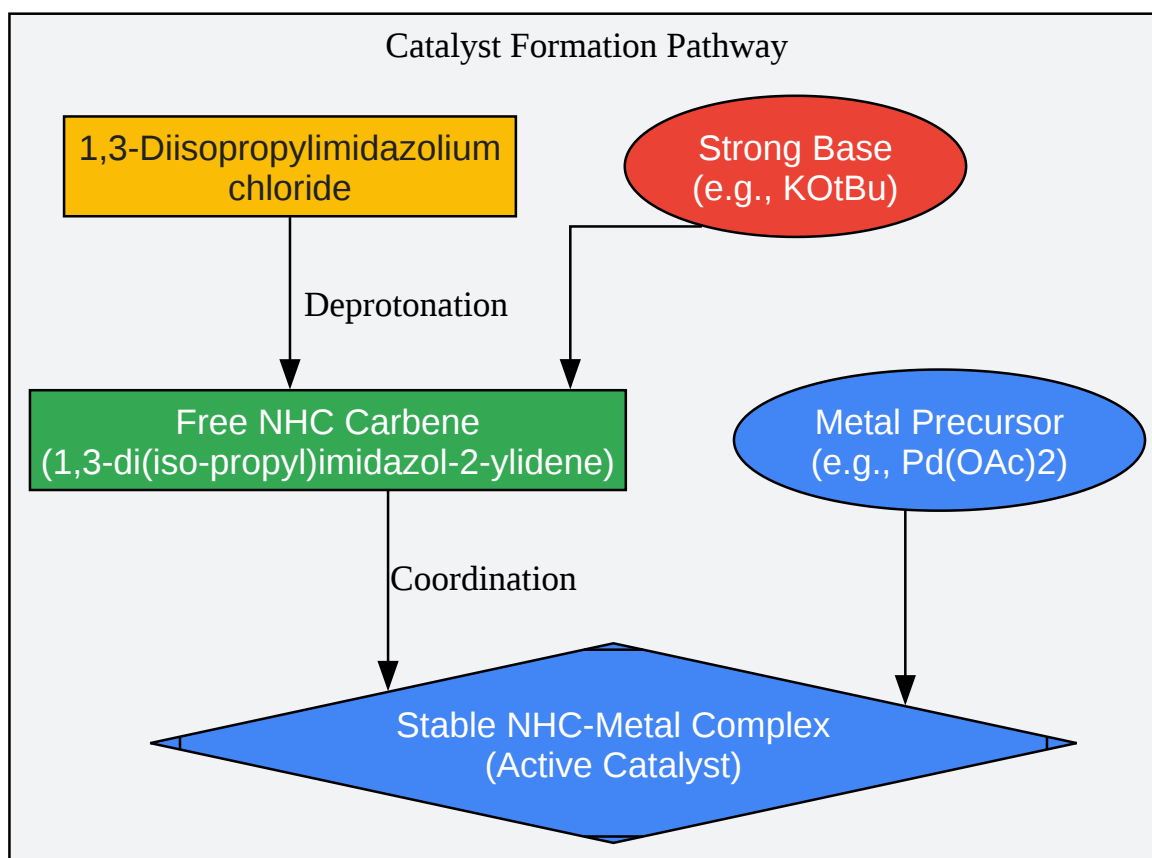 Catalyst Formation Pathway
1,3-Diisopropylimidazolium
chloride
Strong Base
(e.g., KOtBu)
Deprotonation
Free NHC Carbene
(1,3-di(iso-propyl)imidazol-2-ylidene)
Metal Precursor
(e.g., Pd(OAc)2)
Coordination
Stable NHC-Metal Complex
(Active Catalyst)